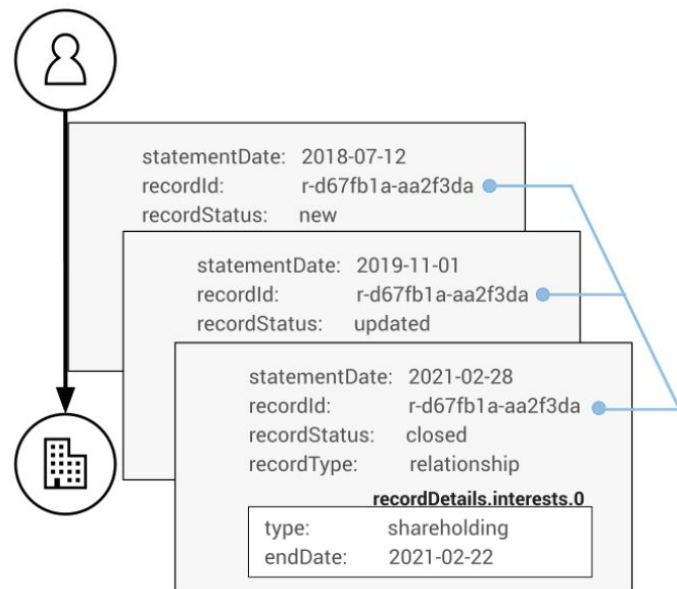 statementDate: 2018-07-12
recordId: r-d67fb1a-aa2f3da
recordStatus: new
statementDate: 2019-11-01
recordId: r-d67fb1a-aa2f3da
recordStatus: updated
statementDate: 2021-02-28
recordId: r-d67fb1a-aa2f3da
recordStatus: closed
recordType: relationship
recordDetails.interests.0
type: shareholding
endDate: 2021-02-22